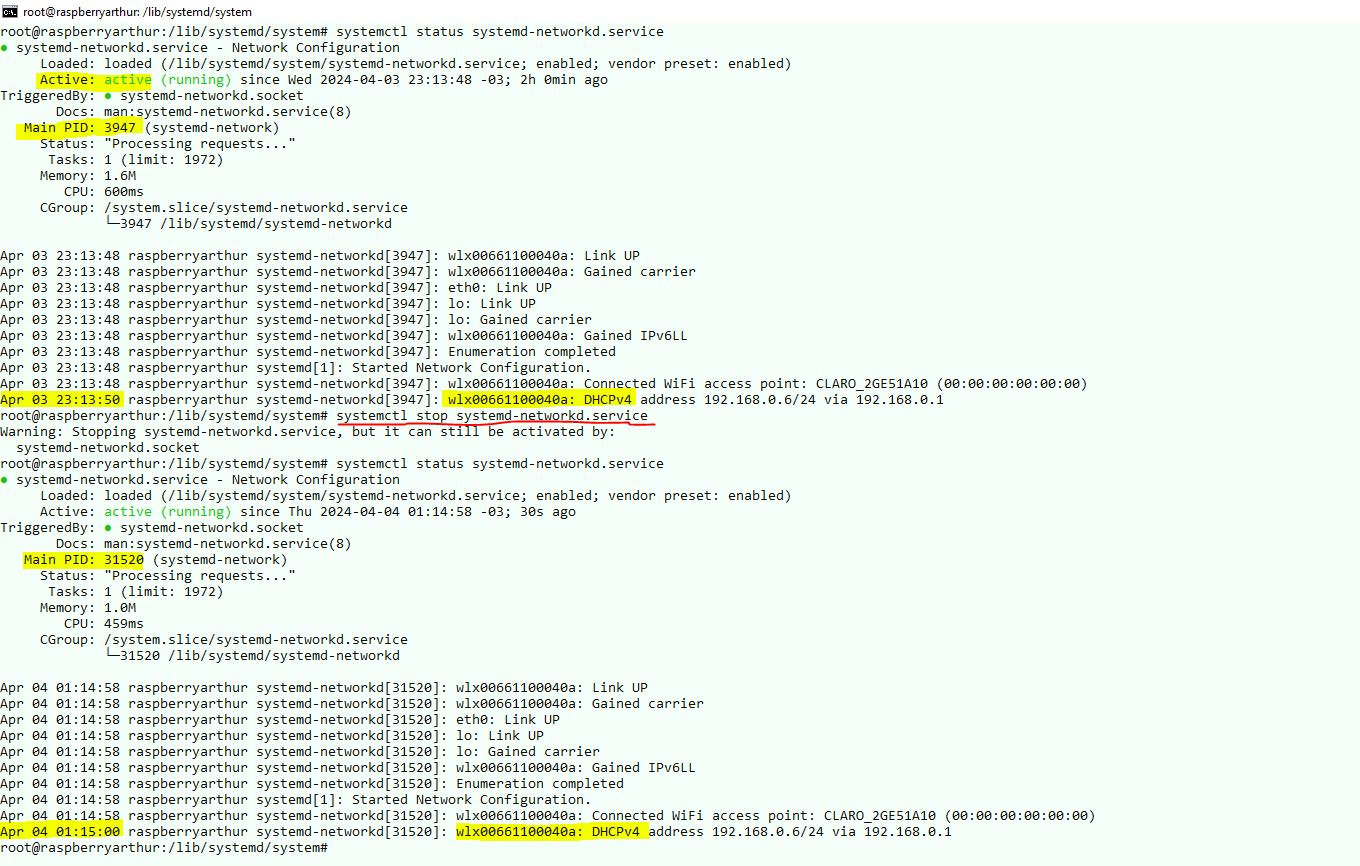 root@raspberryarthur: /lib/systemd/system
root@raspberryarthur:/lib/systemd/system# systemctl status systemd-networkd.service
● systemd-networkd.service - Network Configuration
Loaded: loaded (/lib/systemd/system/systemd-networkd.service; enabled; vendor preset: enabled)
Active: active (running) since Wed 2024-04-03 23:13:48 -03; 2h 0min ago
TriggeredBy: ● systemd-networkd.socket
Docs: man:systemd-networkd.service(8)
Main PID: 3947 (systemd-network)
Status: "Processing requests..."
Tasks: 1 (limit: 1972)
Memory: 1.6M
CPU: 600ms
CGroup: /system.slice/systemd-networkd.service
└─3947 /lib/systemd/systemd-networkd
Apr 03 23:13:48 raspberryarthur systemd-networkd[3947]: wlx00661100040a: Link UP
Apr 03 23:13:48 raspberryarthur systemd-networkd[3947]: wlx00661100040a: Gained carrier
Apr 03 23:13:48 raspberryarthur systemd-networkd[3947]: eth0: Link UP
Apr 03 23:13:48 raspberryarthur systemd-networkd[3947]: lo: Link UP
Apr 03 23:13:48 raspberryarthur systemd-networkd[3947]: lo: Gained carrier
Apr 03 23:13:48 raspberryarthur systemd-networkd[3947]: wlx00661100040a: Gained IPv6LL
Apr 03 23:13:48 raspberryarthur systemd-networkd[3947]: Enumeration completed
Apr 03 23:13:48 raspberryarthur systemd[1]: Started Network Configuration.
Apr 03 23:13:48 raspberryarthur systemd-networkd[3947]: wlx00661100040a: Connected WiFi access point: CLARO_2GE51A10 (00:00:00:00:00:00)
Apr 03 23:13:50 raspberryarthur systemd-networkd[3947]: wlx00661100040a: DHCPv4 address 192.168.0.6/24 via 192.168.0.1
root@raspberryarthur:/lib/systemd/system# systemctl stop systemd-networkd.service
Warning: Stopping systemd-networkd.service, but it can still be activated by:
systemd-networkd.socket
root@raspberryarthur:/lib/systemd/system# systemctl status systemd-networkd.service
● systemd-networkd.service - Network Configuration
Loaded: loaded (/lib/systemd/system/systemd-networkd.service; enabled; vendor preset: enabled)
Active: active (running) since Thu 2024-04-04 01:14:58 -03; 30s ago
TriggeredBy: ● systemd-networkd.socket
Docs: man:systemd-networkd.service(8)
Main PID: 31520 (systemd-network)
Status: "Processing requests..."
Tasks: 1 (limit: 1972)
Memory: 1.0M
CPU: 459ms
CGroup: /system.slice/systemd-networkd.service
└─31520 /lib/systemd/systemd-networkd
Apr 04 01:14:58 raspberryarthur systemd-networkd[31520]: wlx00661100040a: Link UP
Apr 04 01:14:58 raspberryarthur systemd-networkd[31520]: wlx00661100040a: Gained carrier
Apr 04 01:14:58 raspberryarthur systemd-networkd[31520]: eth0: Link UP
Apr 04 01:14:58 raspberryarthur systemd-networkd[31520]: lo: Link UP
Apr 04 01:14:58 raspberryarthur systemd-networkd[31520]: lo: Gained carrier
Apr 04 01:14:58 raspberryarthur systemd-networkd[31520]: wlx00661100040a: Gained IPv6LL
Apr 04 01:14:58 raspberryarthur systemd-networkd[31520]: Enumeration completed
Apr 04 01:14:58 raspberryarthur systemd[1]: Started Network Configuration.
Apr 04 01:14:58 raspberryarthur systemd-networkd[31520]: wlx00661100040a: Connected WiFi access point: CLARO_2GE51A10 (00:00:00:00:00:00)
Apr 04 01:15:00 raspberryarthur systemd-networkd[31520]: wlx00661100040a: DHCPv4 address 192.168.0.6/24 via 192.168.0.1
root@raspberryarthur:/lib/systemd/system#